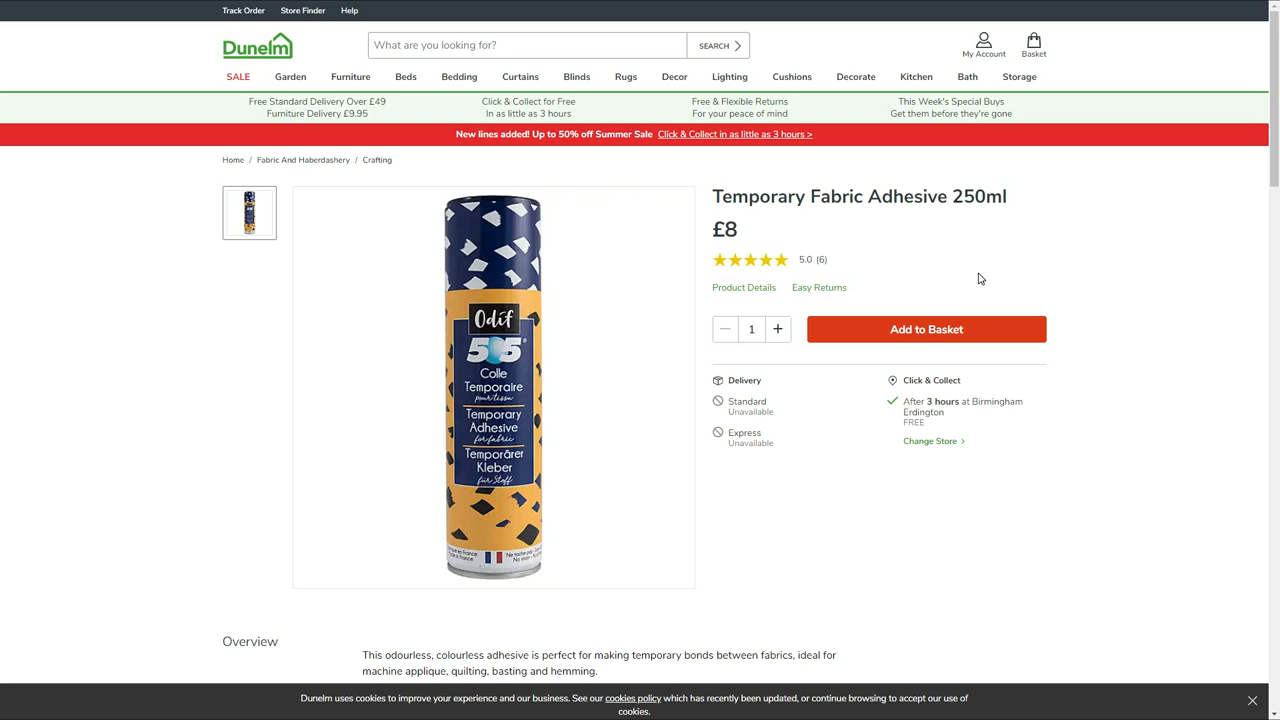 Track Order Store Finder Help
Dunelm
What are you looking for?
SEARCH
My Account
Basket
SALE Garden Furniture Beds Bedding Curtains Blinds Rugs Decor Lighting Cushions Decorate Kitchen Bath Storage
Free Standard Delivery Over £49
Furniture Delivery £9.95
Click & Collect for Free
In as little as 3 hours
Free & Flexible Returns
For your peace of mind
This Week's Special Buys
Get them before they're gone
New lines added! Up to 50% off Summer Sale Click & Collect in as little as 3 hours >
Home / Fabric And Haberdashery / Crafting
Odif
505
Colle
Temporaire
pour tissu
Temporary
Adhesive
for fabric
Temporärer
Kleber
für Stoff
Temporary Fabric Adhesive 250ml
£8
5.0 (6)
Product Details Easy Returns
1
Add to Basket
Delivery
Standard
Unavailable
Express
Unavailable
Click & Collect
After 3 hours at Birmingham
Erdington
FREE
Change Store >
Overview
This odourless, colourless adhesive is perfect for making temporary bonds between fabrics, ideal for
machine applique, quilting, basting and hemming.
Dunelm uses cookies to improve your experience and our business. See our cookies policy which has recently been updated, or continue browsing to accept our use of
cookies.